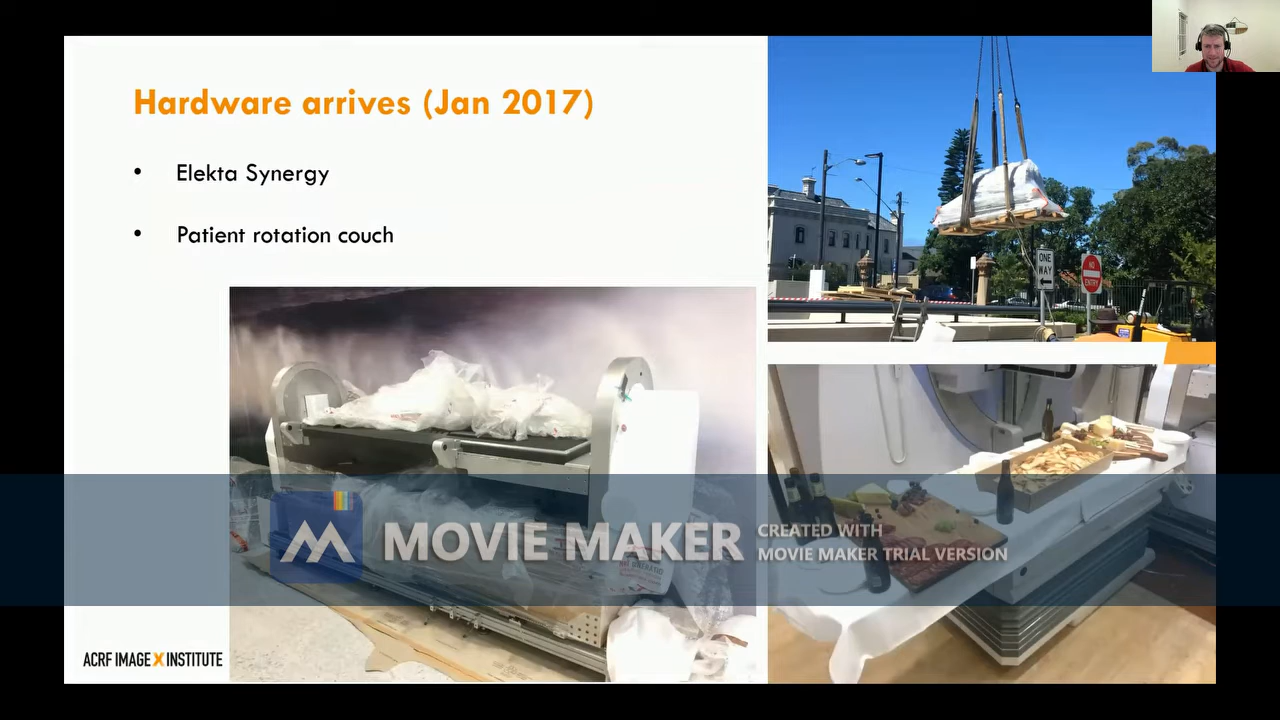 Hardware arrives (Jan 2017)
• Elekta Synergy
• Patient rotation couch
ONE
WAY
NO
ENTRY
MOVIE MAKER
CREATED WITH
MOVIE MAKER TRIAL VERSION
ACRF IMAGE X INSTITUTE